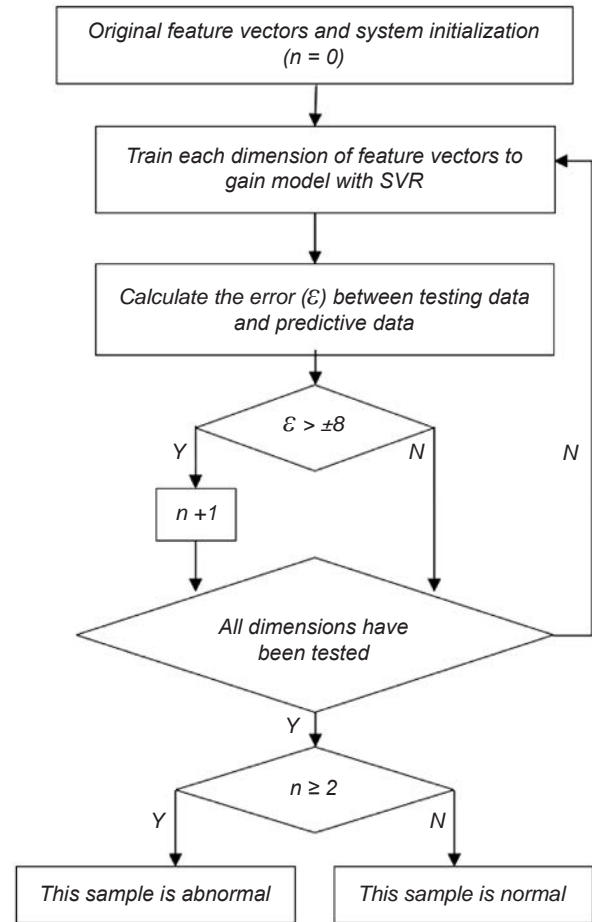 Original feature vectors and system initialization
(n = 0)
Train each dimension of feature vectors to
gain model with SVR
Calculate the error (ε) between testing data
and predictive data
ε > ±8
Y
N
N
n +1
All dimensions have
been tested
Y
n ≥ 2
Y
N
This sample is abnormal
This sample is normal